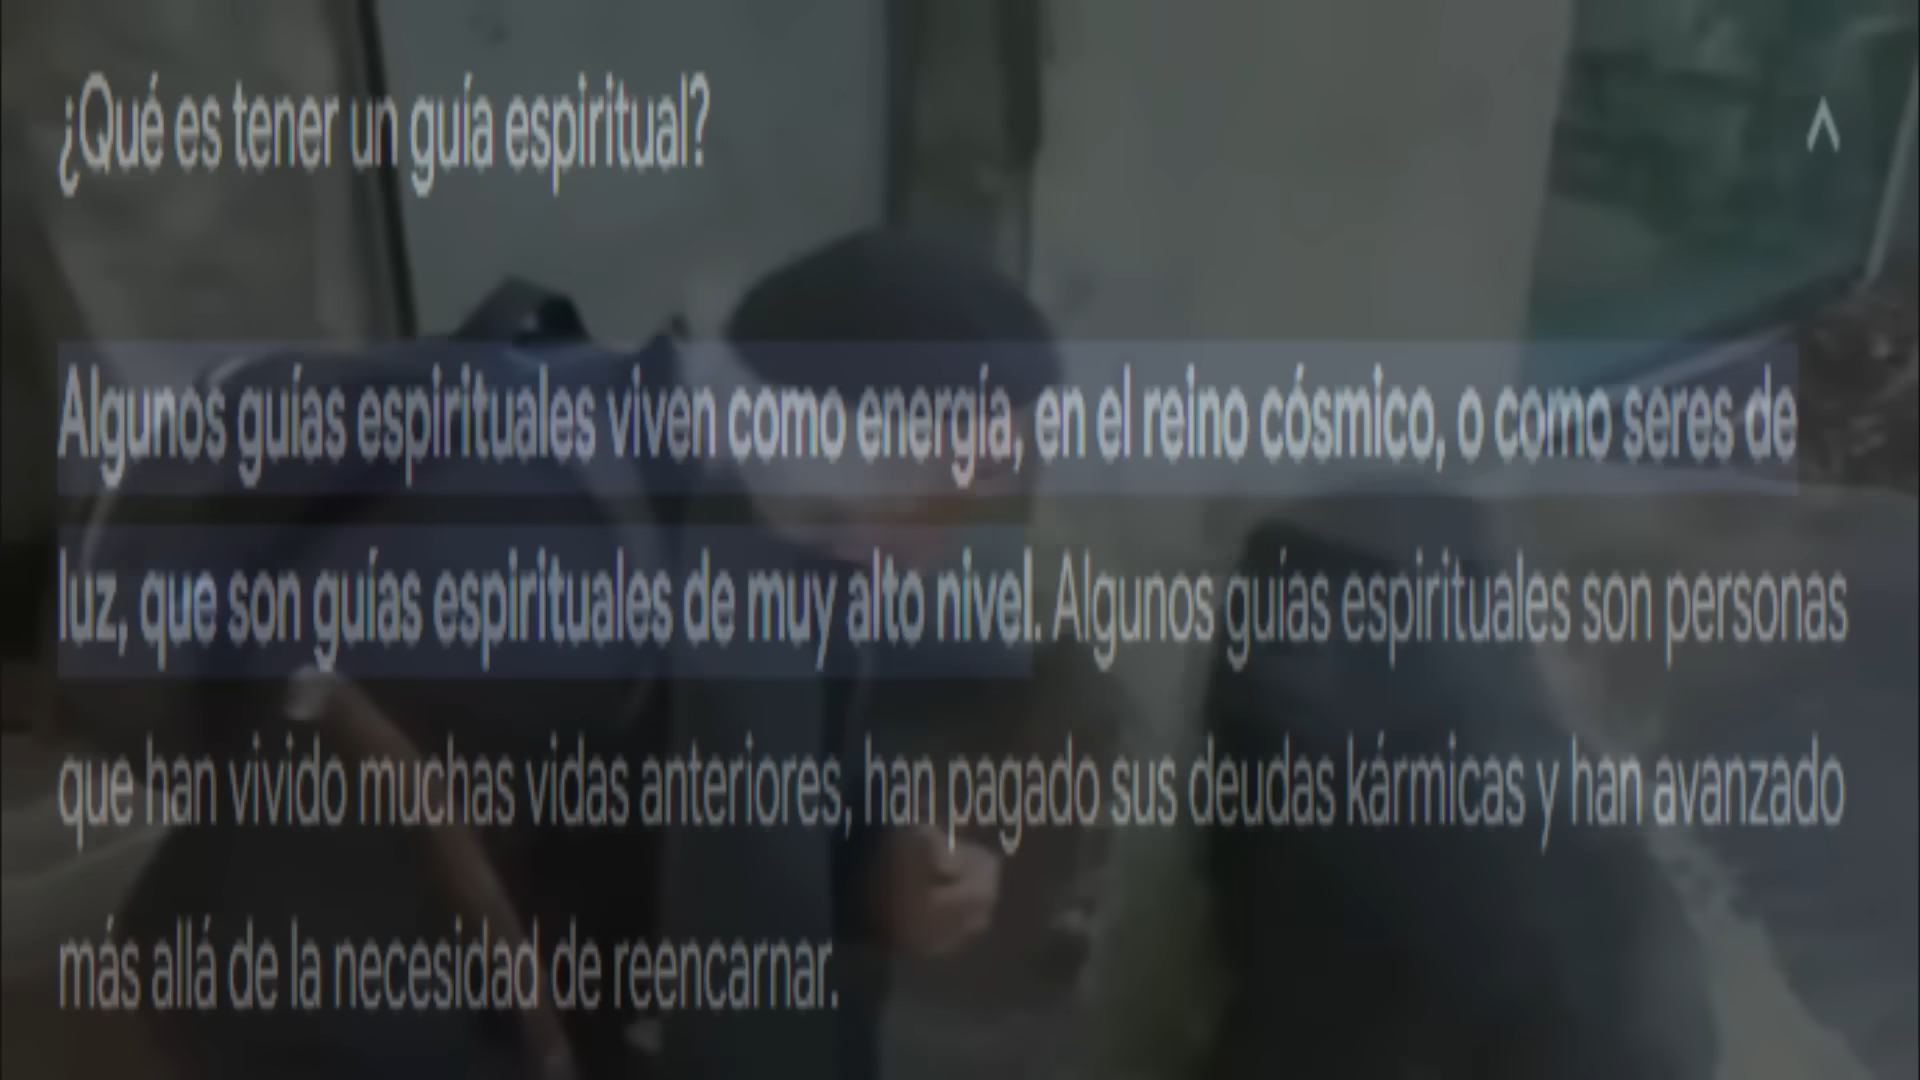 ¿Qué es tener un guía espiritual?
Algunos guías espirituales viven como energía, en el reino cósmico, o como seres de
luz, que son guías espirituales de muy alto nivel. Algunos guías espirituales son personas
que han vivido muchas vidas anteriores, han pagado sus deudas kármicas y han avanzado
más allá de la necesidad de reencarnar.